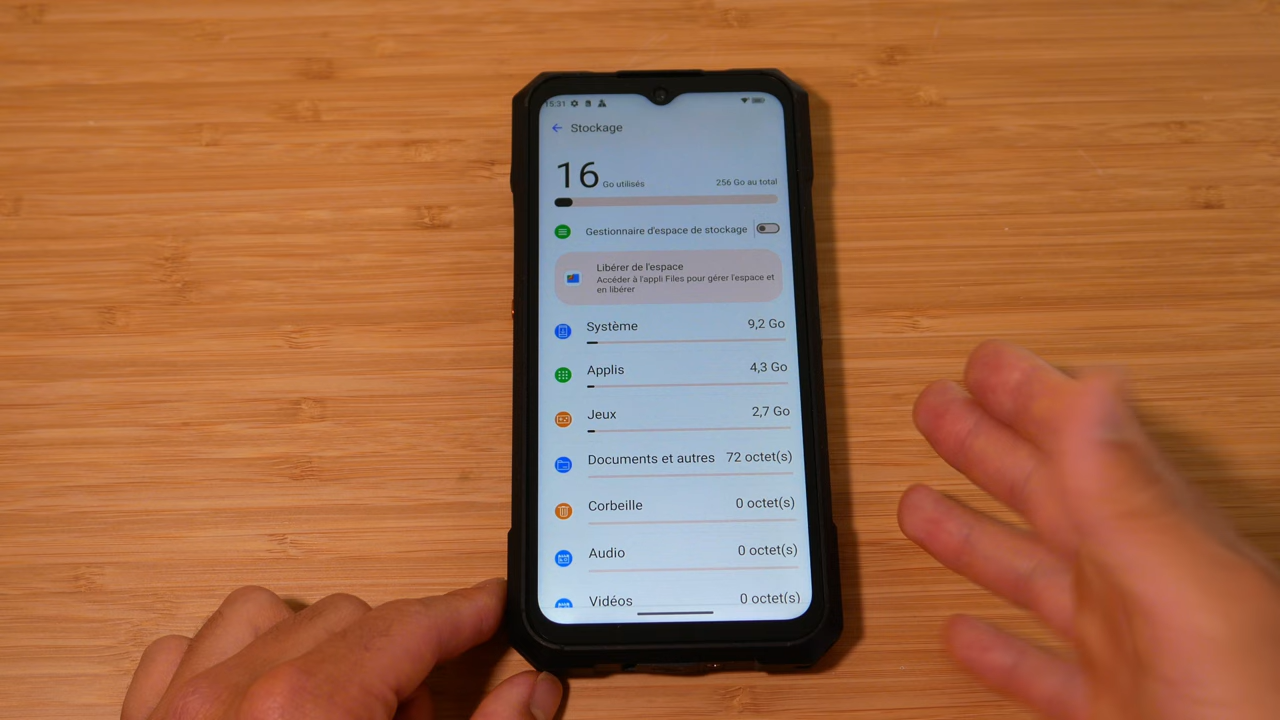 15:31
Stockage
16 Go utilisés 256 Go au total
Gestionnaire d'espace de stockage
Libérer de l'espace
Accéder à l'appli Files pour gérer l'espace et
en libérer
Système 9,2 Go
Applis 4,3 Go
Jeux 2,7 Go
Documents et autres 72 octet(s)
Corbeille 0 octet(s)
Audio 0 octet(s)
Vidéos 0 octet(s)